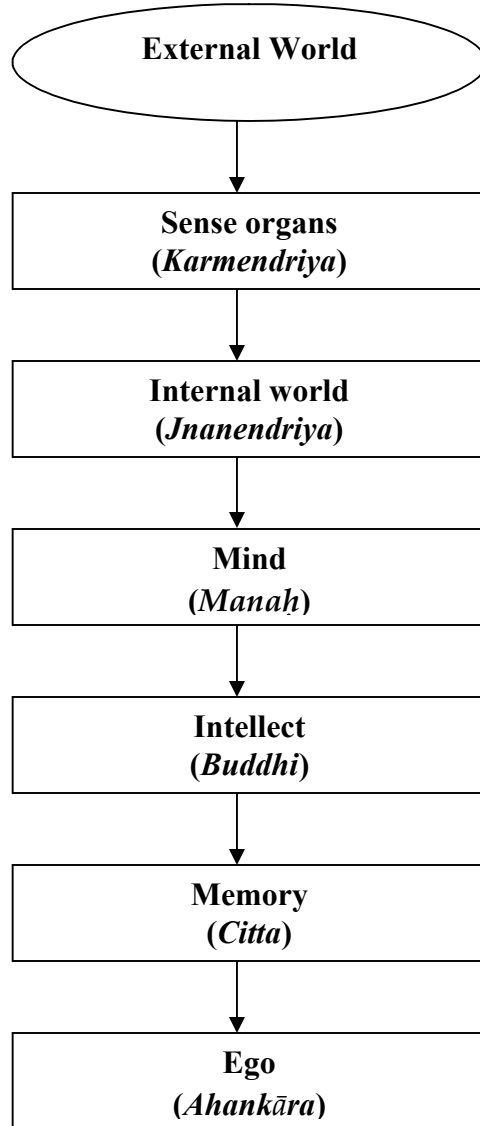 External World
Sense organs
(Karmendriya)
Internal world
(Jnanendriya)
Mind
(Manaḥ)
Intellect
(Buddhi)
Memory
(Citta)
Ego
(Ahankāra)